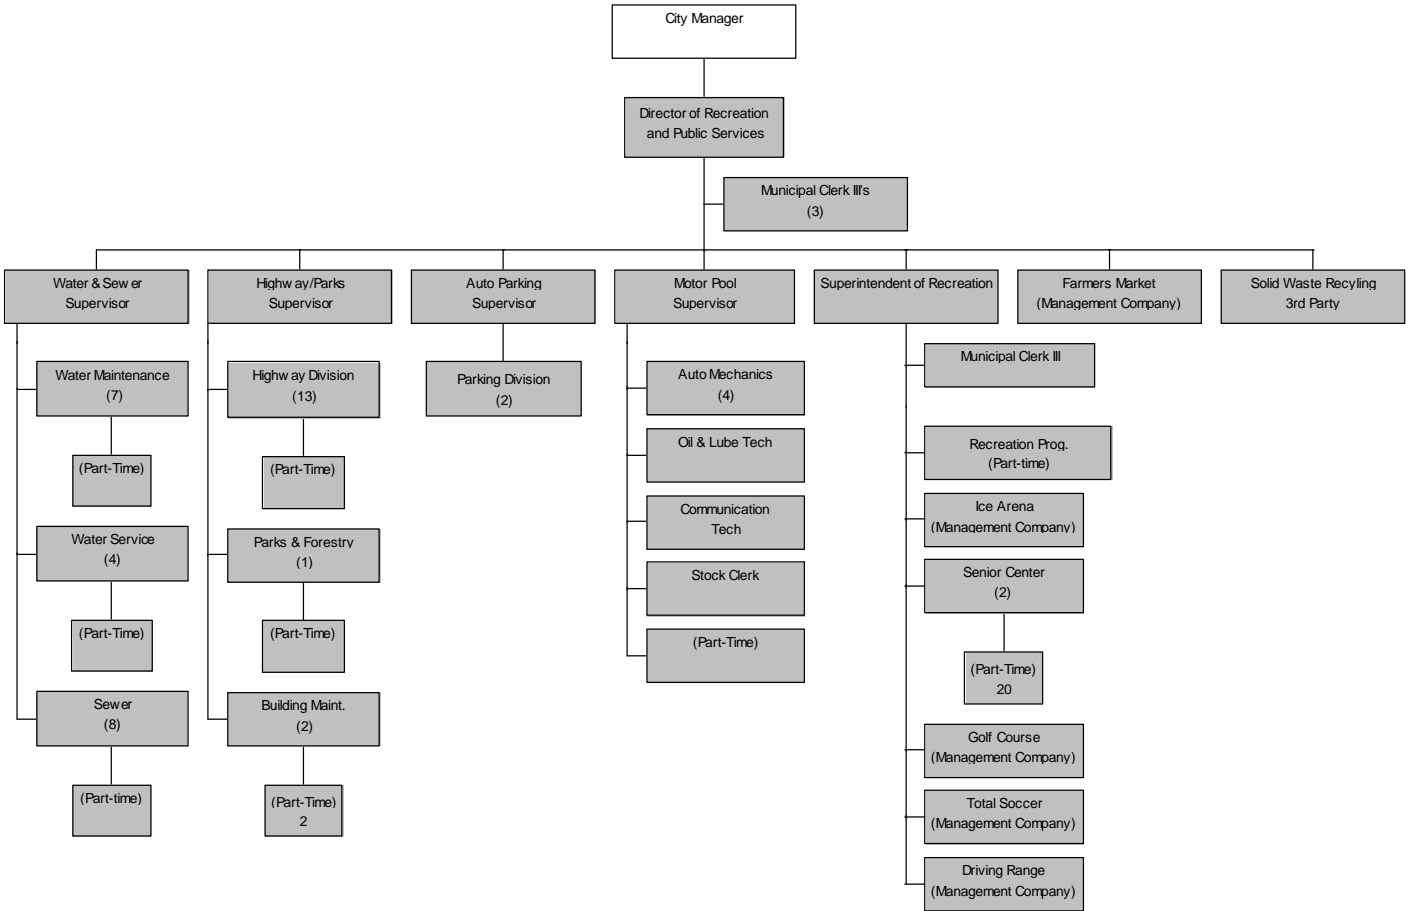 City Manager
Director of Recreation
and Public Services
Municipal Clerk III's
(3)
Water & Sewer
Supervisor
Highway/Parks
Supervisor
Auto Parking
Supervisor
Motor Pool
Supervisor
Superintendent of Recreation
Farmers Market
(Management Company)
Solid Waste Recyling
3rd Party
Water Maintenance
(7)
(Part-Time)
Water Service
(4)
(Part-Time)
Sewer
(8)
(Part-time)
Highway Division
(13)
(Part-Time)
Parks & Forestry
(1)
(Part-Time)
Building Maint.
(2)
(Part-Time)
2
Parking Division
(2)
Auto Mechanics
(4)
Oil & Lube Tech
Communication
Tech
Stock Clerk
(Part-Time)
Municipal Clerk III
Recreation Prog.
(Part-time)
Ice Arena
(Management Company)
Senior Center
(2)
(Part-Time)
20
Golf Course
(Management Company)
Total Soccer
(Management Company)
Driving Range
(Management Company)